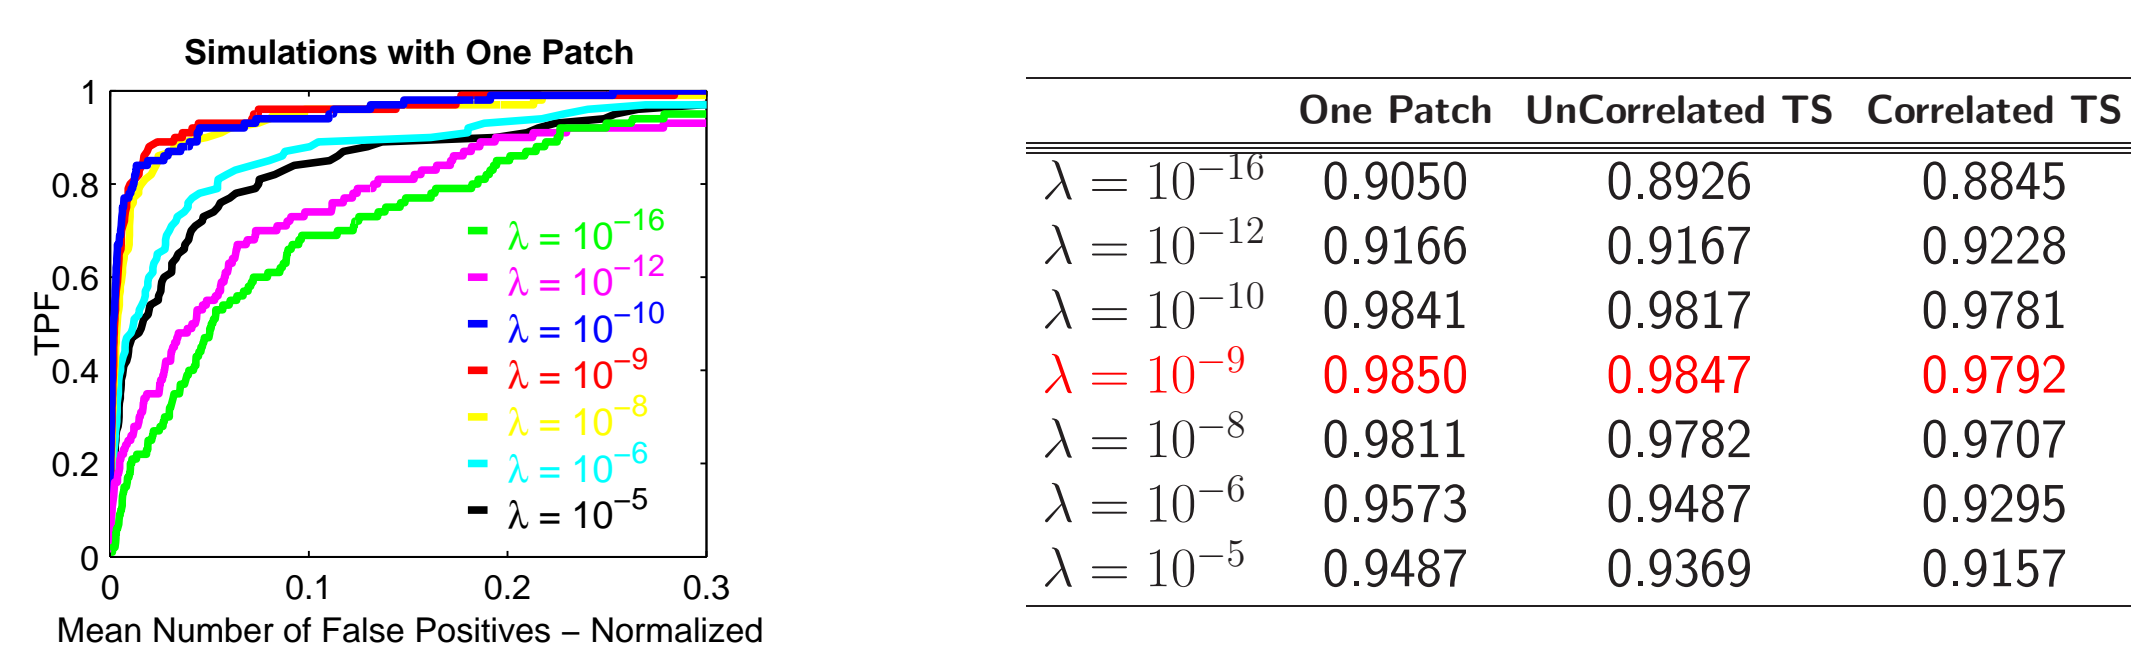 Simulations with One Patch
1
0.8
0.6
0.4
0.2
0
TPF
λ = 10⁻¹⁶
λ = 10⁻¹²
λ = 10⁻¹⁰
λ = 10⁻⁹
λ = 10⁻⁸
λ = 10⁻⁶
λ = 10⁻⁵
0 0.1 0.2 0.3
Mean Number of False Positives – Normalized
One Patch UnCorrelated TS Correlated TS
λ = 10⁻¹⁶ 0.9050 0.8926 0.8845
λ = 10⁻¹² 0.9166 0.9167 0.9228
λ = 10⁻¹⁰ 0.9841 0.9817 0.9781
λ = 10⁻⁹ 0.9850 0.9847 0.9792
λ = 10⁻⁸ 0.9811 0.9782 0.9707
λ = 10⁻⁶ 0.9573 0.9487 0.9295
λ = 10⁻⁵ 0.9487 0.9369 0.9157